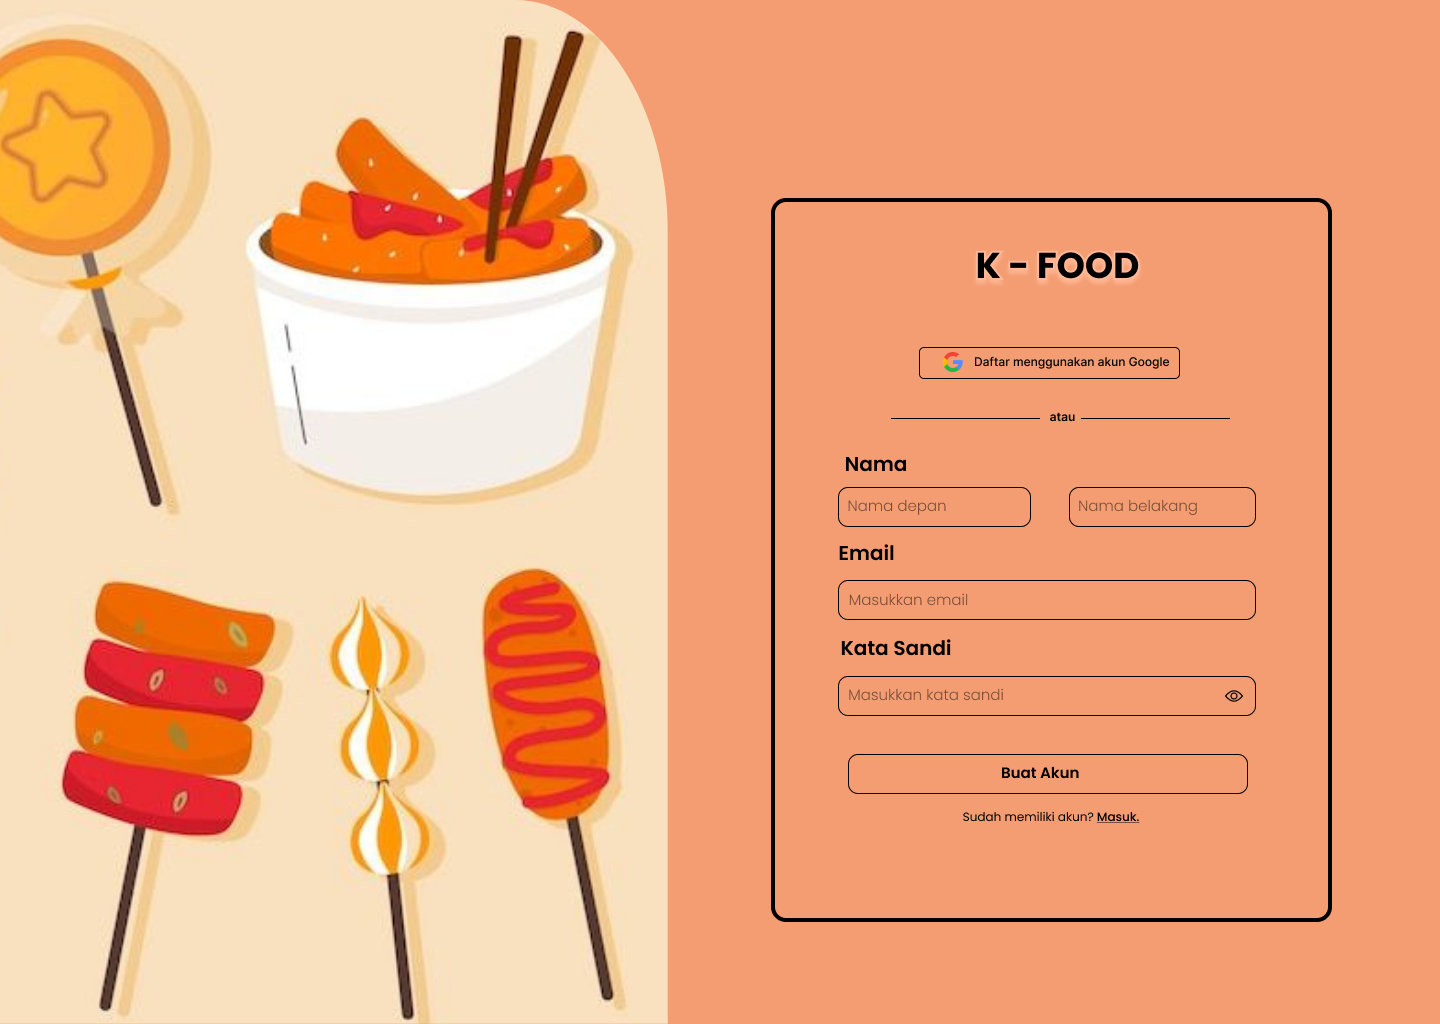 K - FOOD
Daftar menggunakan akun Google
atau
Nama
Nama depan Nama belakang
Email
Masukkan email
Kata Sandi
Masukkan kata sandi
Buat Akun
Sudah memiliki akun? Masuk.